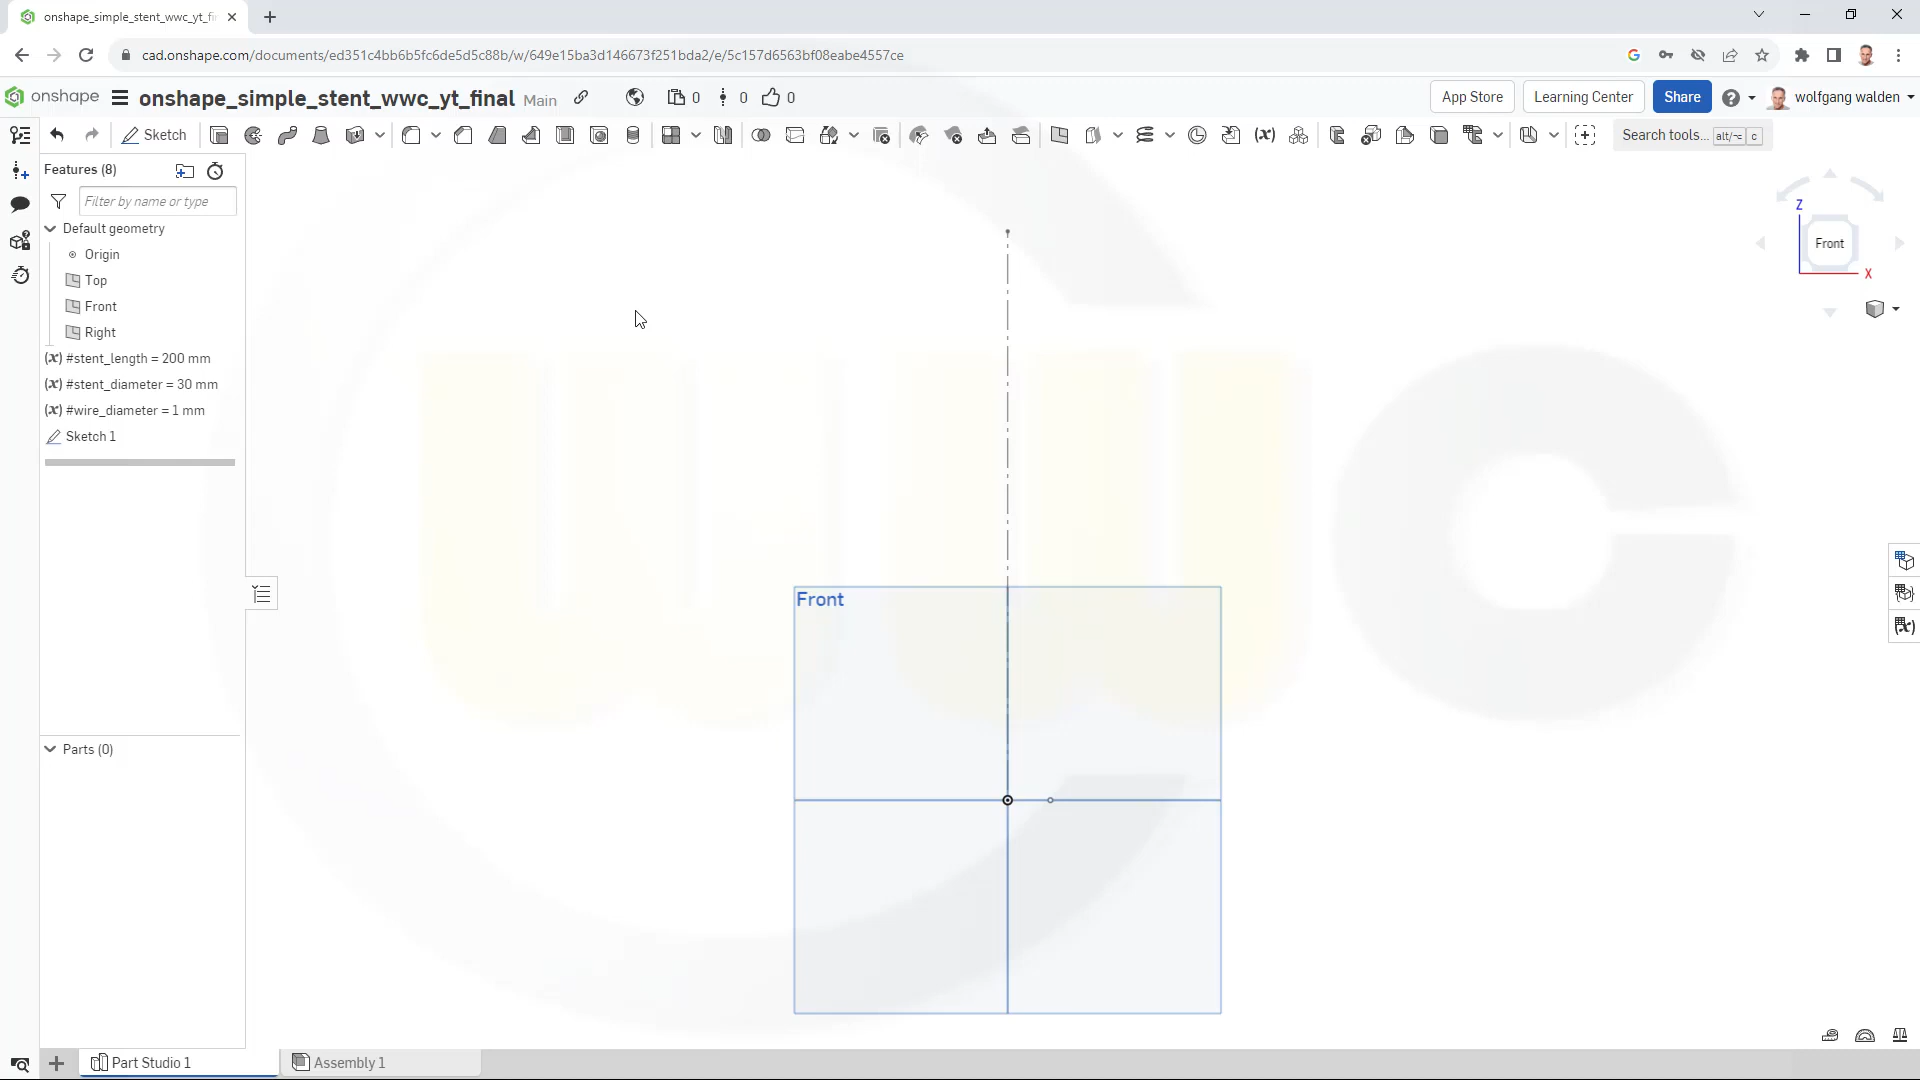 onshape_simple_stent_wwc_yt_fi
cad.onshape.com/documents/ed351c4bb6b5fc6de5d5c88b/w/649e15ba3d146673f251bda2/e/5c157d6563bf08eabe4557ce
onshape
onshape_simple_stent_wwc_yt_final Main
0
0
0
App Store
Learning Center
Share
wolfgang walden
Sketch
Search tools... alt/⌥ c
Features (8)
Filter by name or type
Default geometry
Origin
Top
Front
Right
(x) #stent_length = 200 mm
(x) #stent_diameter = 30 mm
(x) #wire_diameter = 1 mm
Sketch 1
Parts (0)
Front
Z
Front
X
wwc
Part Studio 1
Assembly 1